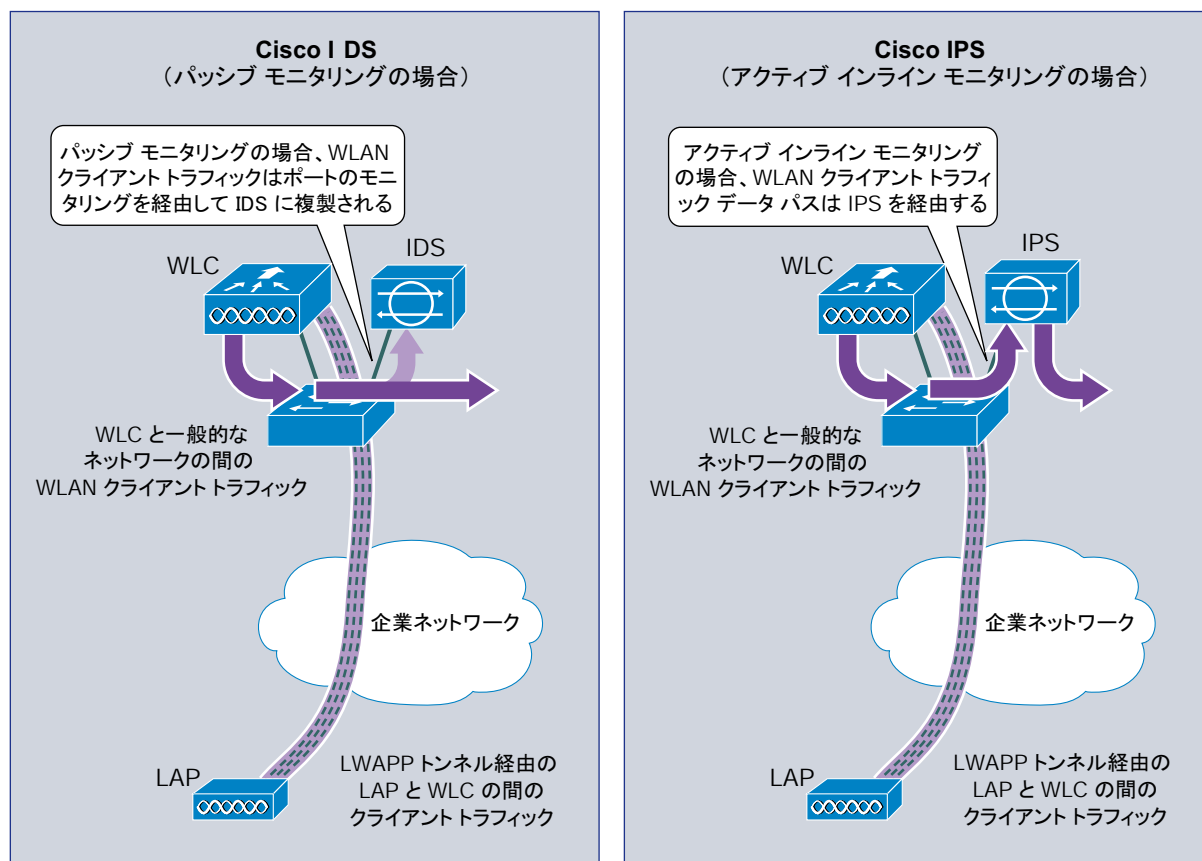 Cisco I DS
（パッシブ モニタリングの場合）
パッシブ モニタリングの場合、WLAN
クライアント トラフィックはポートのモニ
タリングを経由して IDS に複製される
IDS
WLC
WLC と一般的な
ネットワークの間の
WLAN クライアント トラフィック
企業ネットワーク
LAP
LWAPP トンネル経由の
LAP と WLC の間の
クライアント トラフィック
Cisco IPS
（アクティブ インライン モニタリングの場合）
アクティブ インライン モニタリング
の場合、WLAN クライアント トラフィ
ック データ パスは IPS を経由する
IPS
WLC
WLC と一般的な
ネットワークの間の
WLAN クライアント トラフィック
企業ネットワーク
LAP
LWAPP トンネル経由の
LAP と WLC の間の
クライアント トラフィック